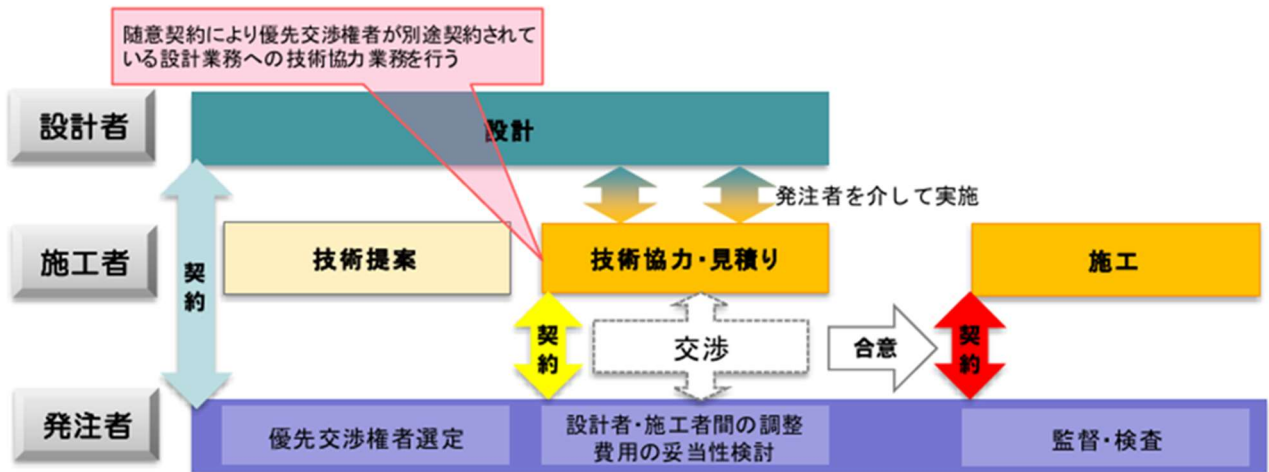 随意契約により優先交渉権者が別途契約されて
いる設計業務への技術協力業務を行う
設計者
設計
発注者を介して実施
施工者
技術提案
技術協力・見積り
施工
契約
契約
交渉
合意
契約
発注者
優先交渉権者選定
設計者・施工者間の調整
費用の妥当性検討
監督・検査